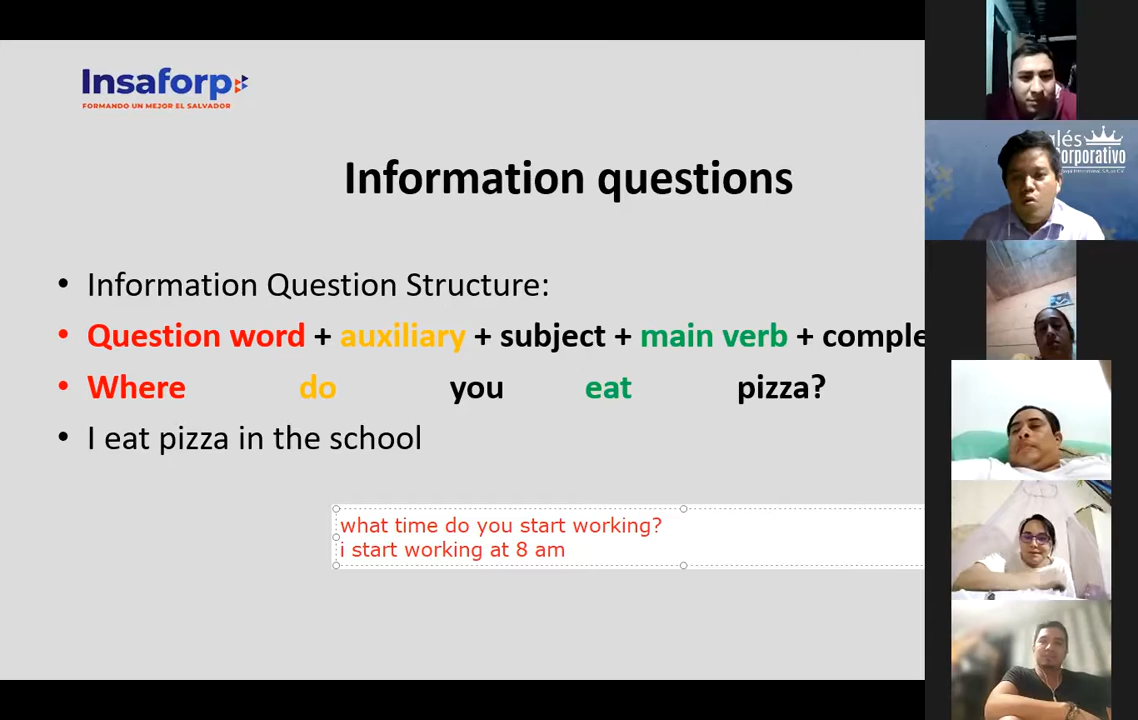 Insaforp
FORMANDO UN MEJOR EL SALVADOR
Information questions
• Information Question Structure:
• Question word + auxiliary + subject + main verb + comple
• Where do you eat pizza?
• I eat pizza in the school
what time do you start working?
i start working at 8 am
glés
orporativo